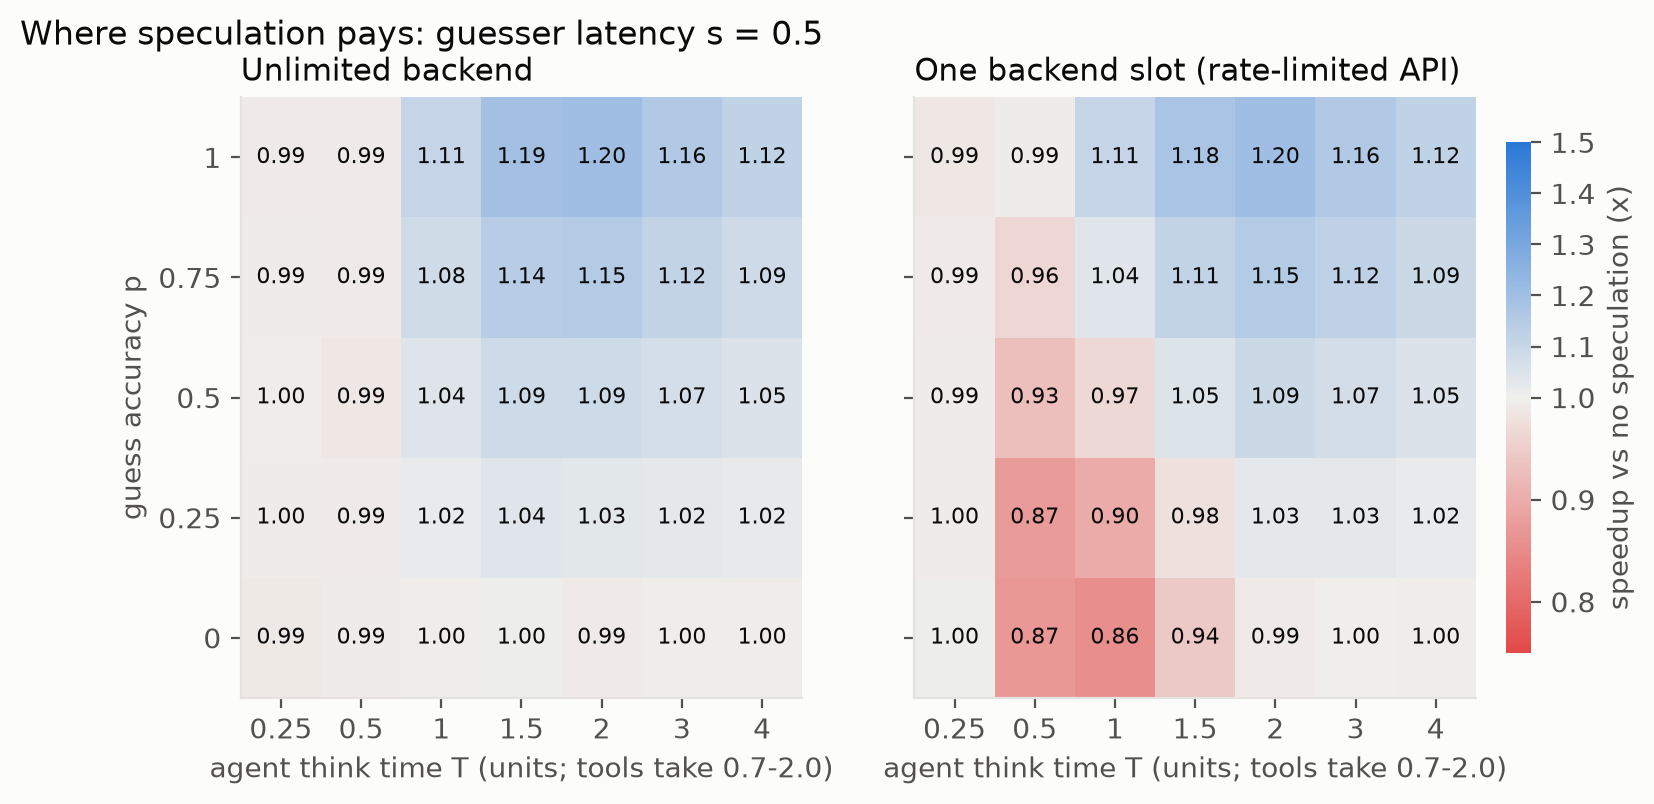 Where speculation pays: guesser latency s = 0.5
Unlimited backend
guess accuracy p
1 0.99 0.99 1.11 1.19 1.20 1.16 1.12
0.75 0.99 0.99 1.08 1.14 1.15 1.12 1.09
0.5 1.00 0.99 1.04 1.09 1.09 1.07 1.05
0.25 1.00 0.99 1.02 1.04 1.03 1.02 1.02
0 0.99 0.99 1.00 1.00 0.99 1.00 1.00
0.25 0.5 1 1.5 2 3 4
agent think time T (units; tools take 0.7-2.0)
One backend slot (rate-limited API)
0.99 0.99 1.11 1.18 1.20 1.16 1.12
0.99 0.96 1.04 1.11 1.15 1.12 1.09
0.99 0.93 0.97 1.05 1.09 1.07 1.05
1.00 0.87 0.90 0.98 1.03 1.03 1.02
1.00 0.87 0.86 0.94 0.99 1.00 1.00
0.25 0.5 1 1.5 2 3 4
agent think time T (units; tools take 0.7-2.0)
1.5
1.4
1.3
1.2
1.1
1.0
0.9
0.8
speedup vs no speculation (x)